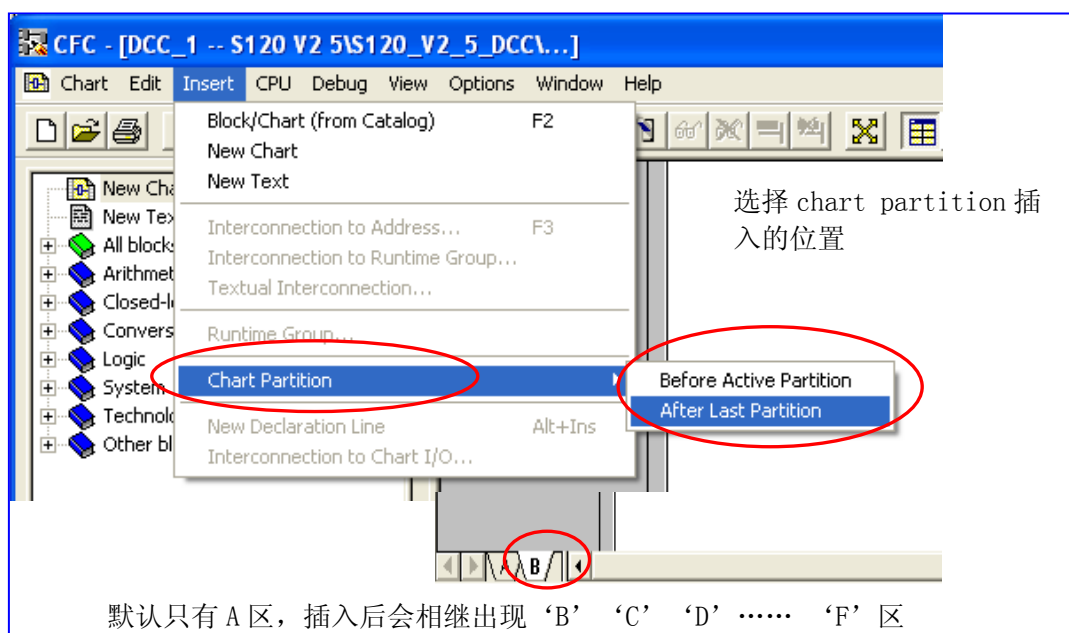 CFC - [DCC_1 -- S120 V2 5\S120_V2_5_DCC\...]
Chart Edit Insert CPU Debug View Options Window Help
Block/Chart (from Catalog) F2
New Chart
New Text
Interconnection to Address... F3
Interconnection to Runtime Group...
Textual Interconnection...
Runtime Group...
Chart Partition
Before Active Partition
After Last Partition
New Declaration Line Alt+Ins
Interconnection to Chart I/O...
New Cha
New Tex
All blocks
Arithmet
Closed-l
Convers
Logic
System
Technolo
Other bl
选择 chart partition 插
入的位置
A B
默认只有 A 区，插入后会相继出现‘B’ ‘C’ ‘D’…… ‘F’区